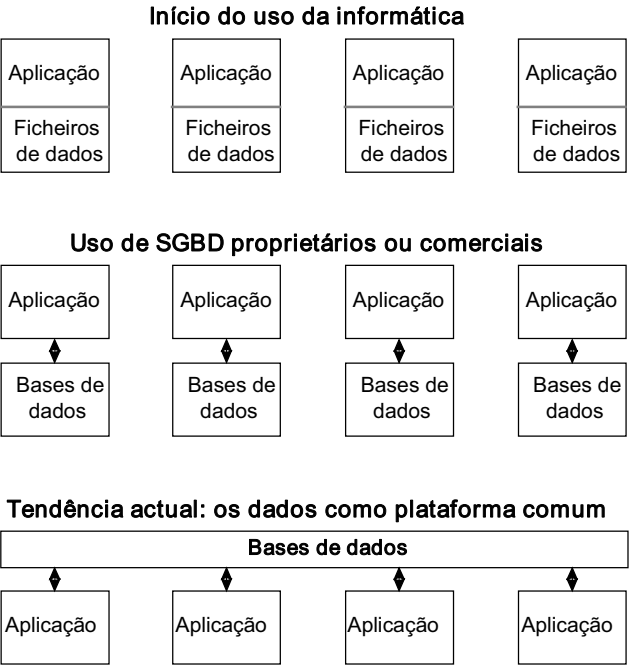 Início do uso da informática
Aplicação Aplicação Aplicação Aplicação
Ficheiros Ficheiros Ficheiros Ficheiros
de dados de dados de dados de dados
Uso de SGBD proprietários ou comerciais
Aplicação Aplicação Aplicação Aplicação
Bases de Bases de Bases de Bases de
dados dados dados dados
Tendência actual: os dados como plataforma comum
Bases de dados
Aplicação Aplicação Aplicação Aplicação